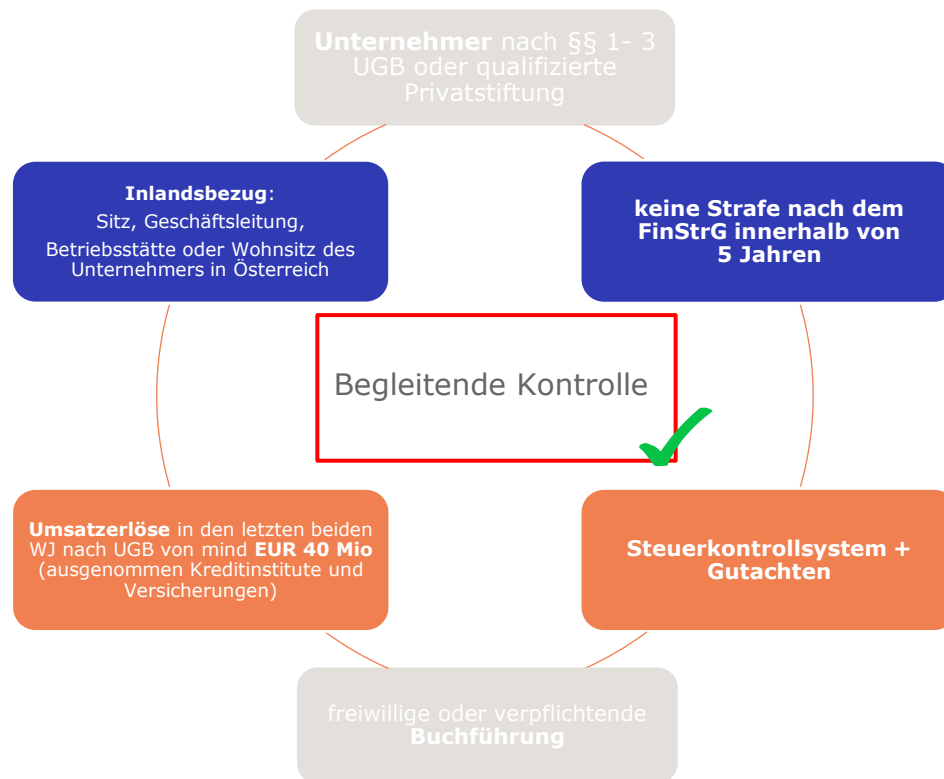 Unternehmer nach §§ 1- 3
UGB oder qualifizierte
Privatstiftung
Inlandsbezug:
Sitz, Geschäftsleitung,
Betriebsstätte oder Wohnsitz des
Unternehmers in Österreich
keine Strafe nach dem
FinStrG innerhalb von
5 Jahren
Begleitende Kontrolle
Umsatzerlöse in den letzten beiden
WJ nach UGB von mind EUR 40 Mio
(ausgenommen Kreditinstitute und
Versicherungen)
Steuerkontrollsystem +
Gutachten
freiwillige oder verpflichtende
Buchführung